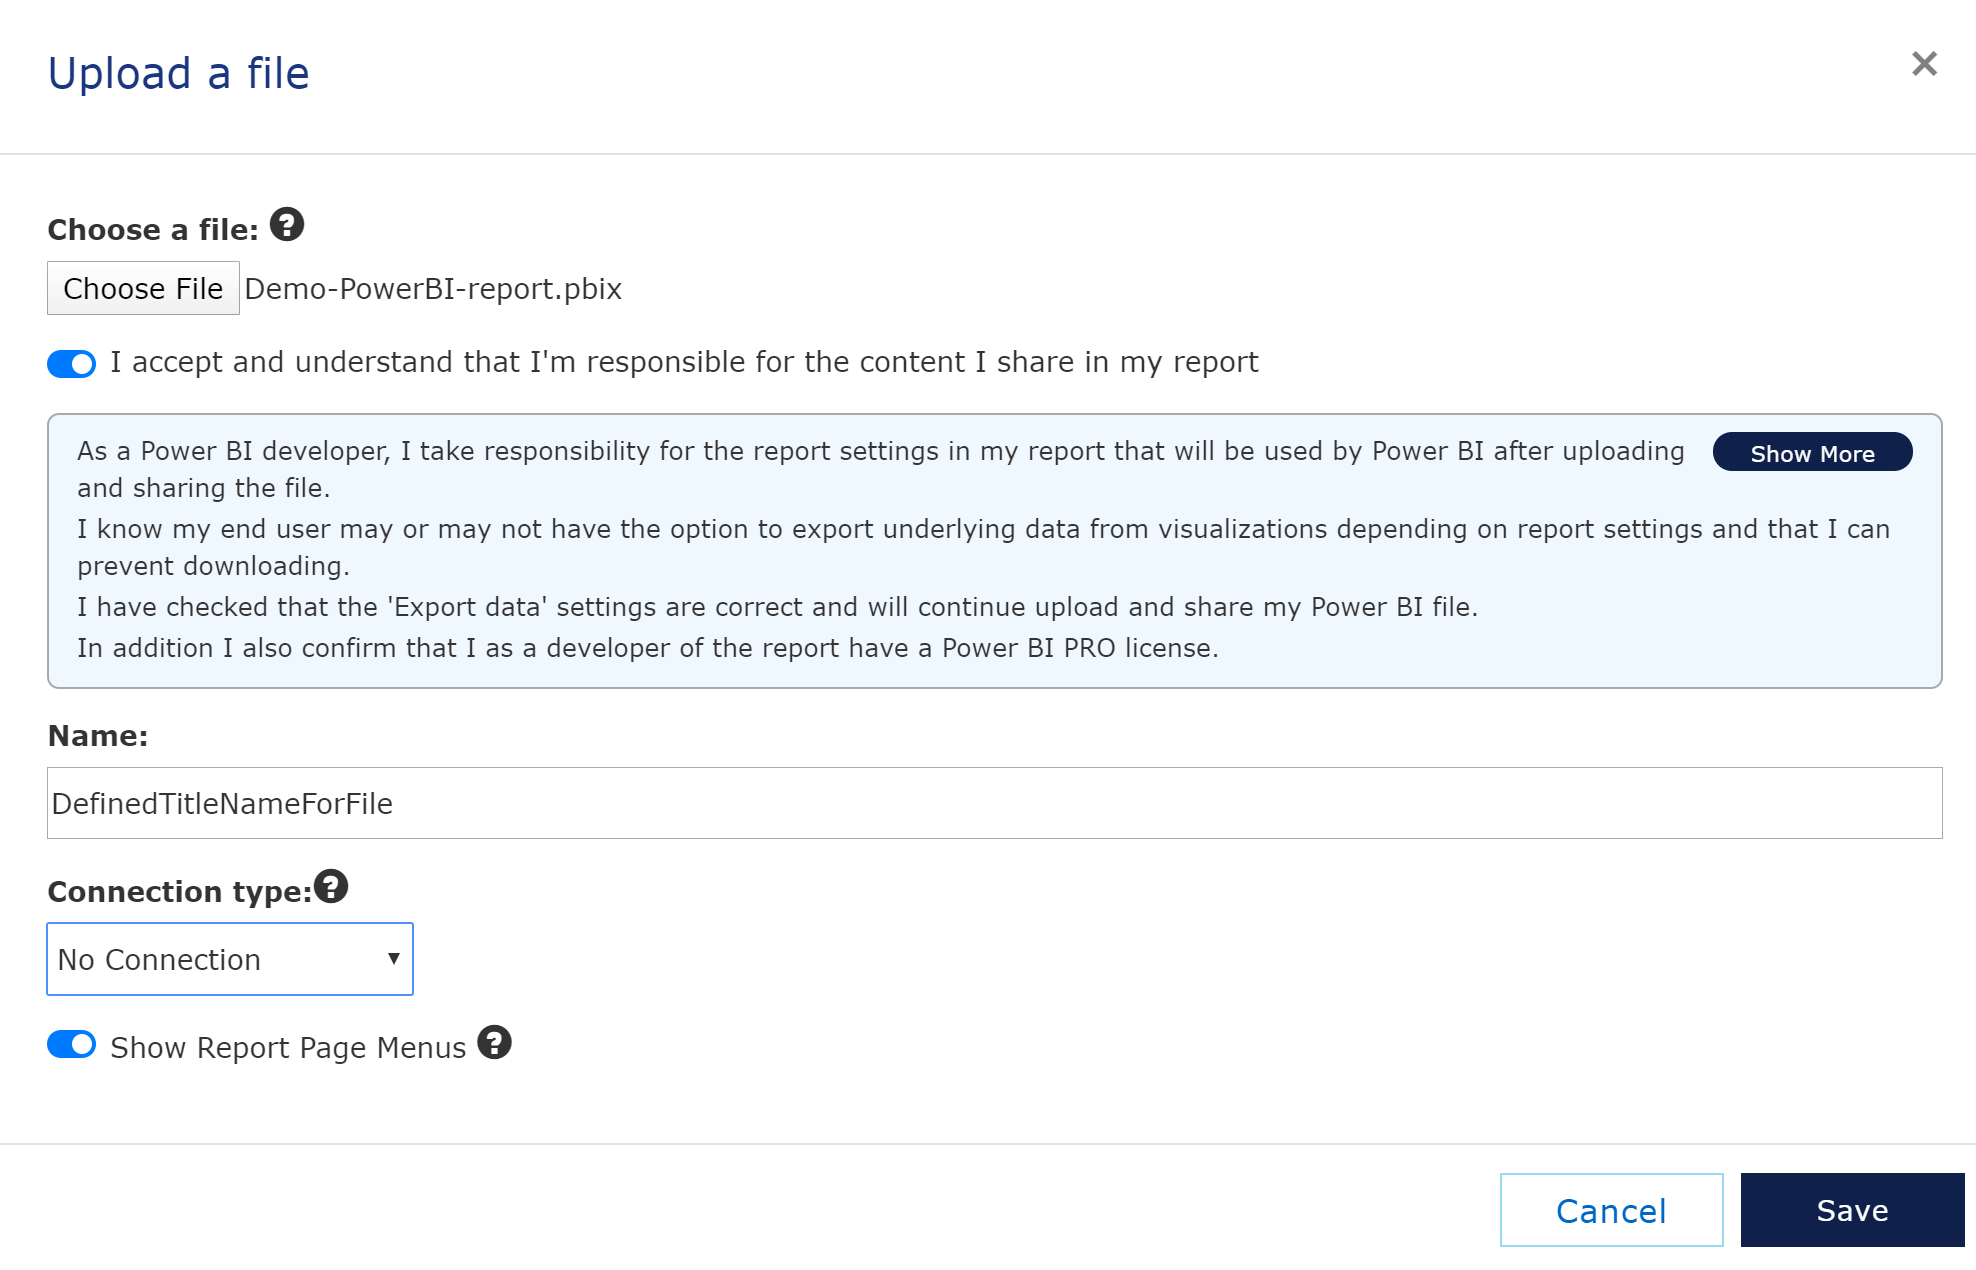 Upload a file
Choose a file:
Choose File Demo-PowerBI-report.pbix
I accept and understand that I'm responsible for the content I share in my report
As a Power BI developer, I take responsibility for the report settings in my report that will be used by Power BI after uploading
Show More
and sharing the file.
I know my end user may or may not have the option to export underlying data from visualizations depending on report settings and that I can
prevent downloading.
I have checked that the 'Export data' settings are correct and will continue upload and share my Power BI file.
In addition I also confirm that I as a developer of the report have a Power BI PRO license.
Name:
DefinedTitleNameForFile
Connection type:
No Connection
Show Report Page Menus
Cancel
Save